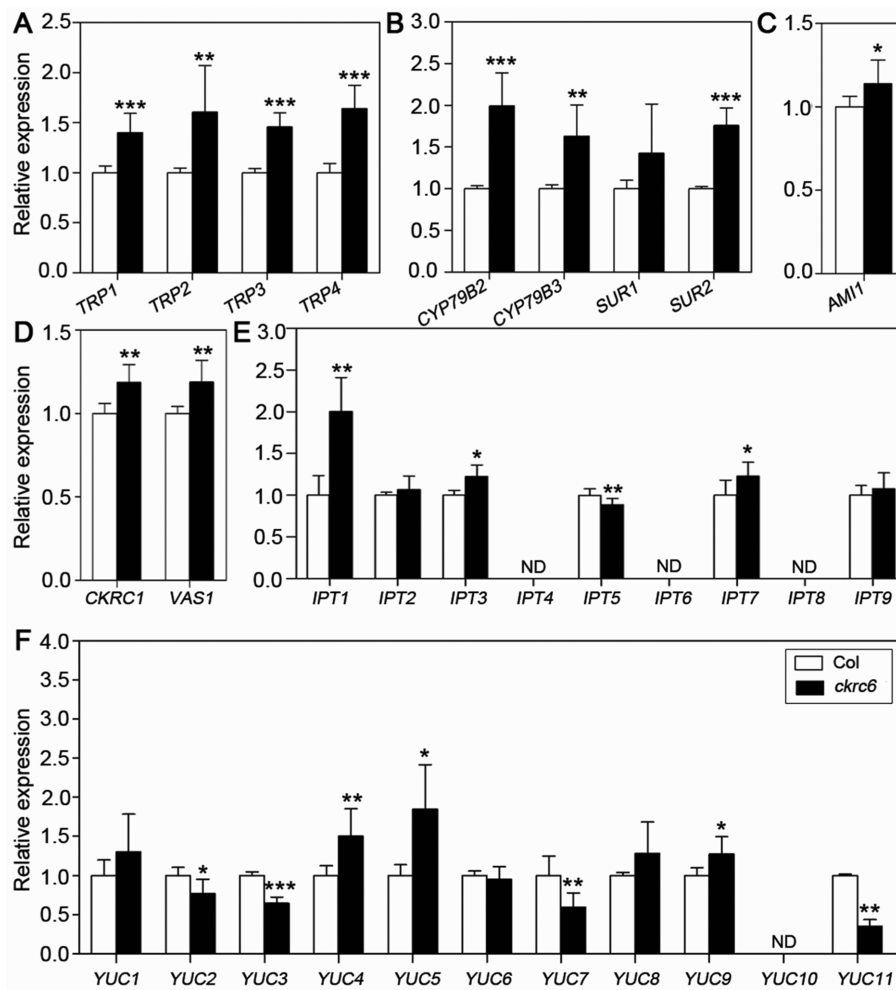 A
Relative expression
2.5
2.0
1.5
1.0
0.5
0.0
***
**
***
***
TRP1 TRP2 TRP3 TRP4
B
3.0
2.5
2.0
1.5
1.0
0.5
0.0
***
**
***
CYP79B2 CYP79B3 SUR1 SUR2
C
1.5
1.0
0.5
0.0
*
AMI1
D
Relative expression
1.5
1.0
0.5
0.0
**
**
CKRC1 VAS1
E
3.0
2.5
2.0
1.5
1.0
0.5
0.0
**
*
ND
**
ND
*
ND
IPT1 IPT2 IPT3 IPT4 IPT5 IPT6 IPT7 IPT8 IPT9
F
Relative expression
4.0
3.5
3.0
2.5
2.0
1.5
1.0
0.5
0.0
Col
ckrc6
*
***
**
*
**
*
ND
**
YUC1 YUC2 YUC3 YUC4 YUC5 YUC6 YUC7 YUC8 YUC9 YUC10 YUC11